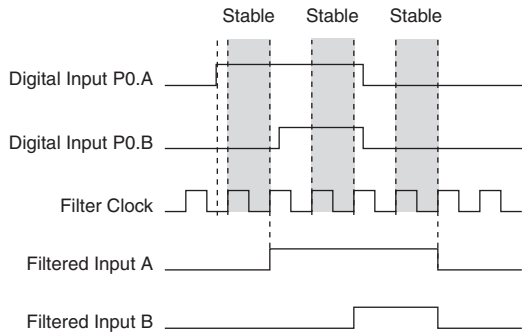 Stable Stable Stable
Digital Input P0.A
Digital Input P0.B
Filter Clock
Filtered Input A
Filtered Input B